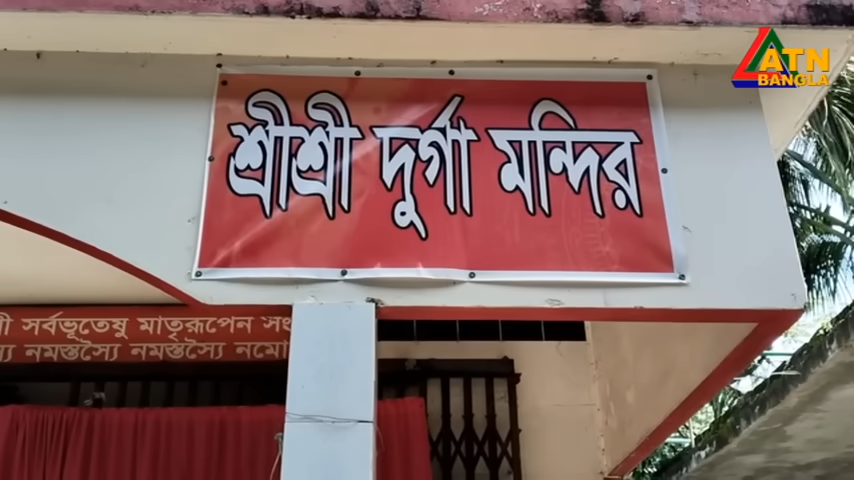 ATN
BANGLA
শ্রীশ্রী দুর্গা মন্দির
সর্বভূতেষু মাতৃরূপেন
নমস্তস্যৈ নমস্তস্যৈ নমো